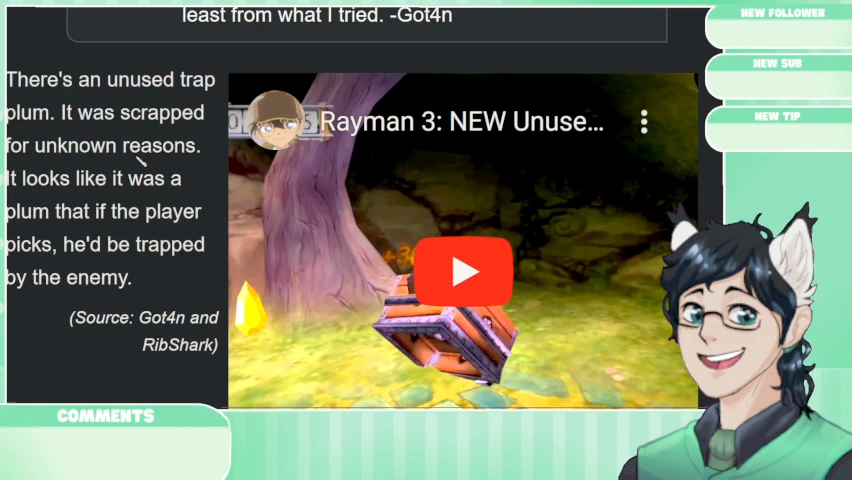 least from what I tried. -Got4n
NEW FOLLOWER
NEW SUB
NEW TIP
There's an unused trap
plum. It was scrapped
for unknown reasons.
It looks like it was a
plum that if the player
picks, he'd be trapped
by the enemy.
(Source: Got4n and
RibShark)
Rayman 3: NEW Unuse...
COMMENTS